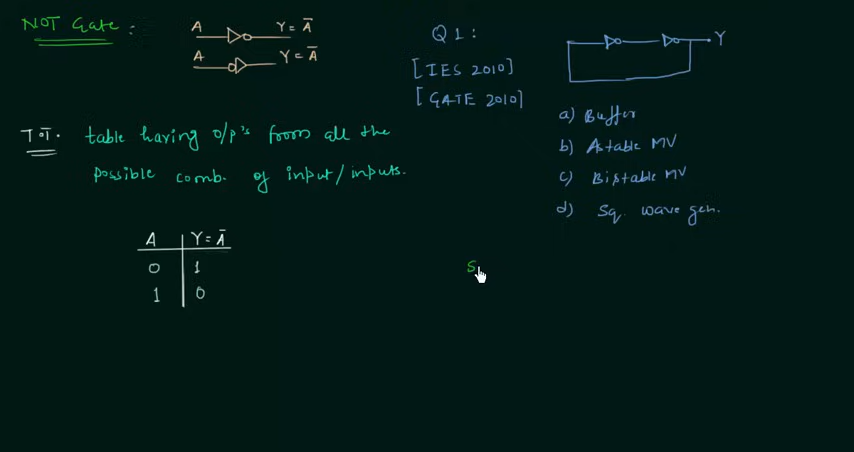 NOT Gate :
A Y = A̅
A Y = A̅
T·T· table having o/p's from all the
possible comb. of input/inputs.
A Y = A̅
0 1
1 0
Q 1 :
[IES 2010]
[GATE 2010]
Y
a) Buffer
b) Astable MV
c) Bistable MV
d) Sq. wave gen.
S